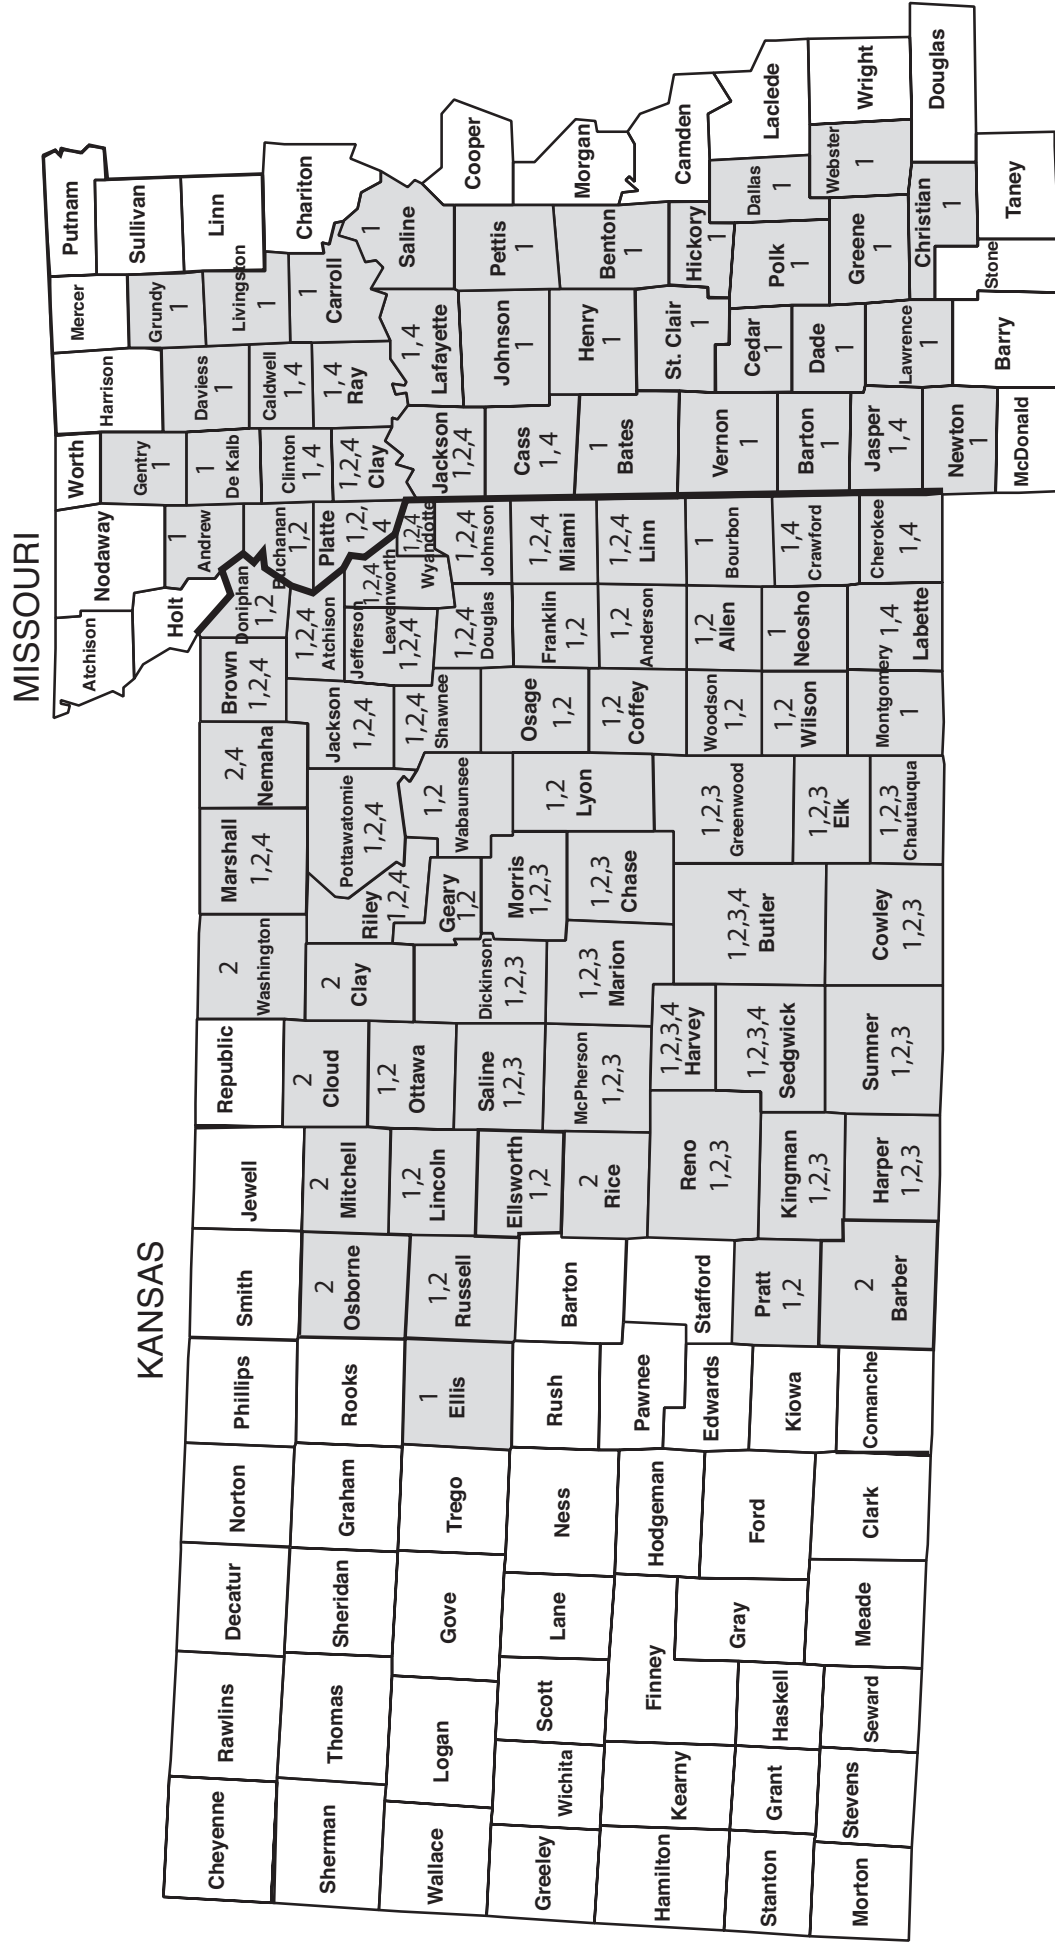 MISSOURI
KANSAS
Cheyenne
Rawlins
Decatur
Norton
Phillips
Smith
Jewell
Republic
2
Washington
Marshall
1,2,4
2,4
Nemaha
Brown
1,2,4
Doniphan
1,2
Sherman
Thomas
Sheridan
Graham
Rooks
2
Osborne
2
Mitchell
2
Cloud
2
Clay
Riley
1,2,4
Pottawatomie
1,2,4
Jackson
1,2,4
1,2,4
Atchison
Jefferson
1,2,4
1,2,4
Leavenworth
1,2,4
Wyandotte
Wallace
Logan
Gove
Trego
1
Ellis
1,2
Russell
1,2
Lincoln
1,2
Ottawa
Geary
1,2
1,2
Wabaunsee
1,2,4
Shawnee
1,2,4
Douglas
1,2,4
Johnson
Greeley
Wichita
Scott
Lane
Ness
Rush
Barton
Ellsworth
1,2
Saline
1,2,3
Dickinson
1,2,3
Morris
1,2,3
1,2
Lyon
Osage
1,2
Franklin
1,2
1,2,4
Miami
Hamilton
Kearny
Finney
Hodgeman
Pawnee
Stafford
2
Rice
McPherson
1,2,3
1,2,3
Marion
1,2,3
Chase
1,2
Coffey
1,2
Anderson
1,2,4
Linn
Stanton
Grant
Haskell
Gray
Ford
Edwards
Kiowa
Pratt
1,2
Reno
1,2,3
1,2,3,4
Harvey
1,2,3,4
Sedgwick
Kingman
1,2,3
1,2,3,4
Butler
1,2,3
Greenwood
Woodson
1,2
1,2
Allen
1
Bourbon
1,2,3
Elk
1,2
Wilson
1
Neosho
1,4
Crawford
Morton
Stevens
Seward
Meade
Clark
Comanche
2
Barber
Harper
1,2,3
Sumner
1,2,3
Cowley
1,2,3
1,2,3
Chautauqua
Montgomery
1
1,4
Labette
Cherokee
1,4
Atchison
Nodaway
Worth
Harrison
Mercer
Putnam
Holt
1
Andrew
Gentry
1
Daviess
1
Grundy
1
Sullivan
Buchanan
1,2
1
De Kalb
Caldwell
1,4
Livingston
1
Linn
Platte
1,2,
4
Clinton
1,4
1,4
Ray
1
Carroll
Chariton
1,2,4
Clay
Jackson
1,2,4
1,4
Lafayette
1
Saline
Cooper
Cass
1,4
Johnson
1
Pettis
1
Morgan
1
Bates
Henry
1
Benton
1
Camden
Vernon
1
St. Clair
1
Hickory
1
Dallas
1
Laclede
Barton
1
Cedar
1
Polk
1
Webster
1
Wright
Jasper
1,4
Dade
1
Greene
1
Newton
1
Lawrence
1
Christian
1
Douglas
McDonald
Barry
Stone
Taney